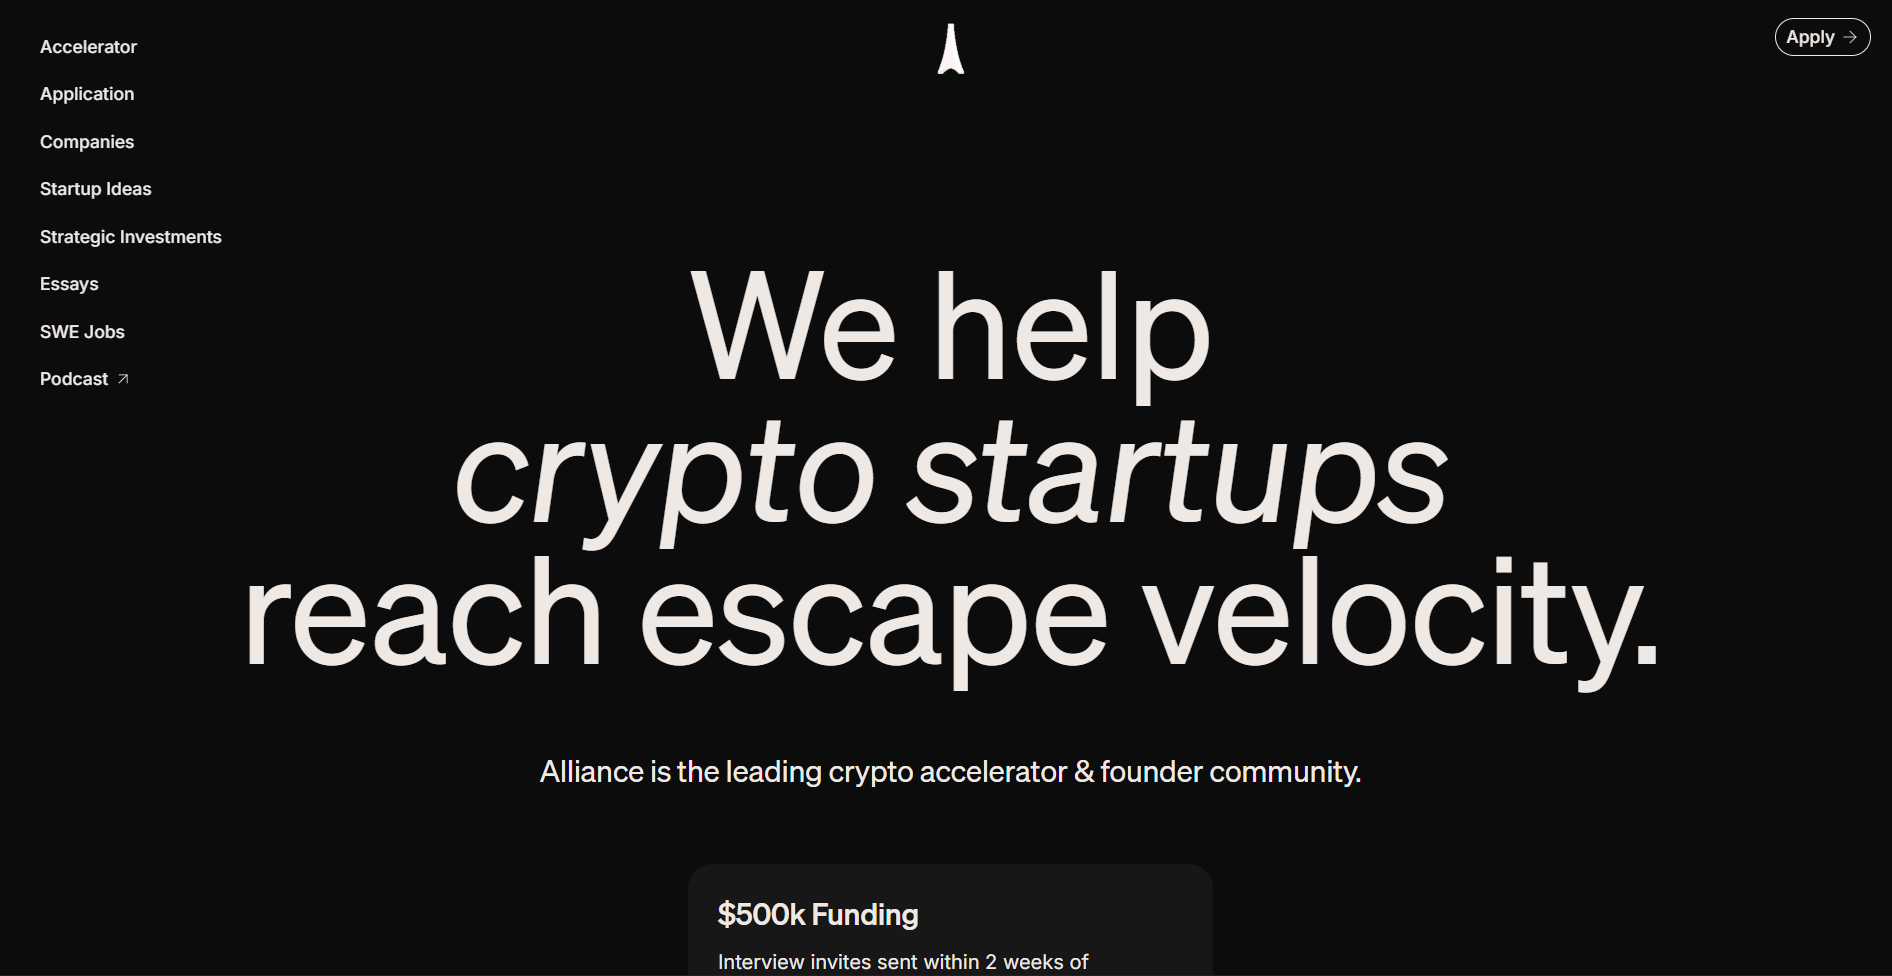 Accelerator
Application
Companies
Startup Ideas
Strategic Investments
Essays
SWE Jobs
Podcast
Apply
We help
crypto startups
reach escape velocity.
Alliance is the leading crypto accelerator & founder community.
$500k Funding
Interview invites sent within 2 weeks of